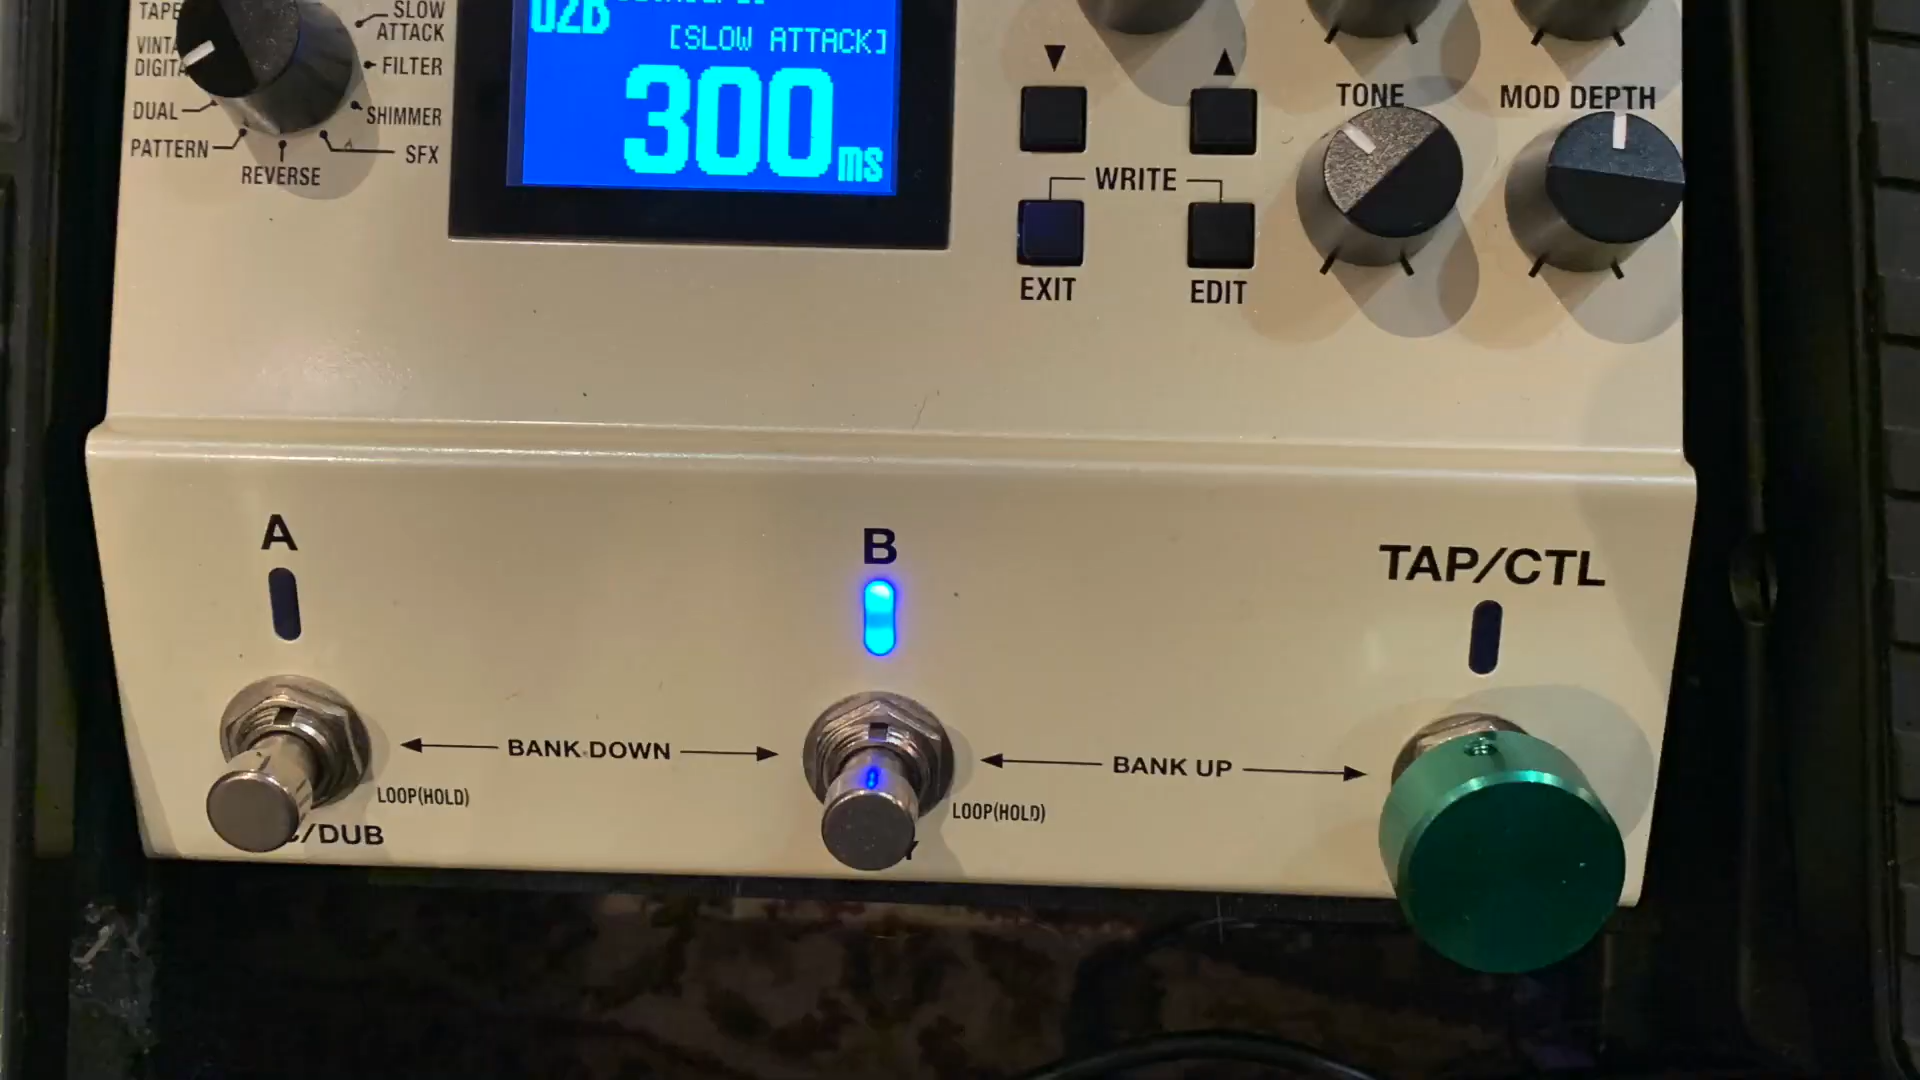 TAPE
VINTA
DIGITA
DUAL
PATTERN
REVERSE
SLOW
ATTACK
FILTER
SHIMMER
SFX
02B
[SLOW ATTACK]
300ms
▼ ▲
WRITE
EXIT EDIT
TONE MOD DEPTH
A B TAP/CTL
BANK DOWN BANK UP
LOOP(HOLD) LOOP(HOLD)
/DUB